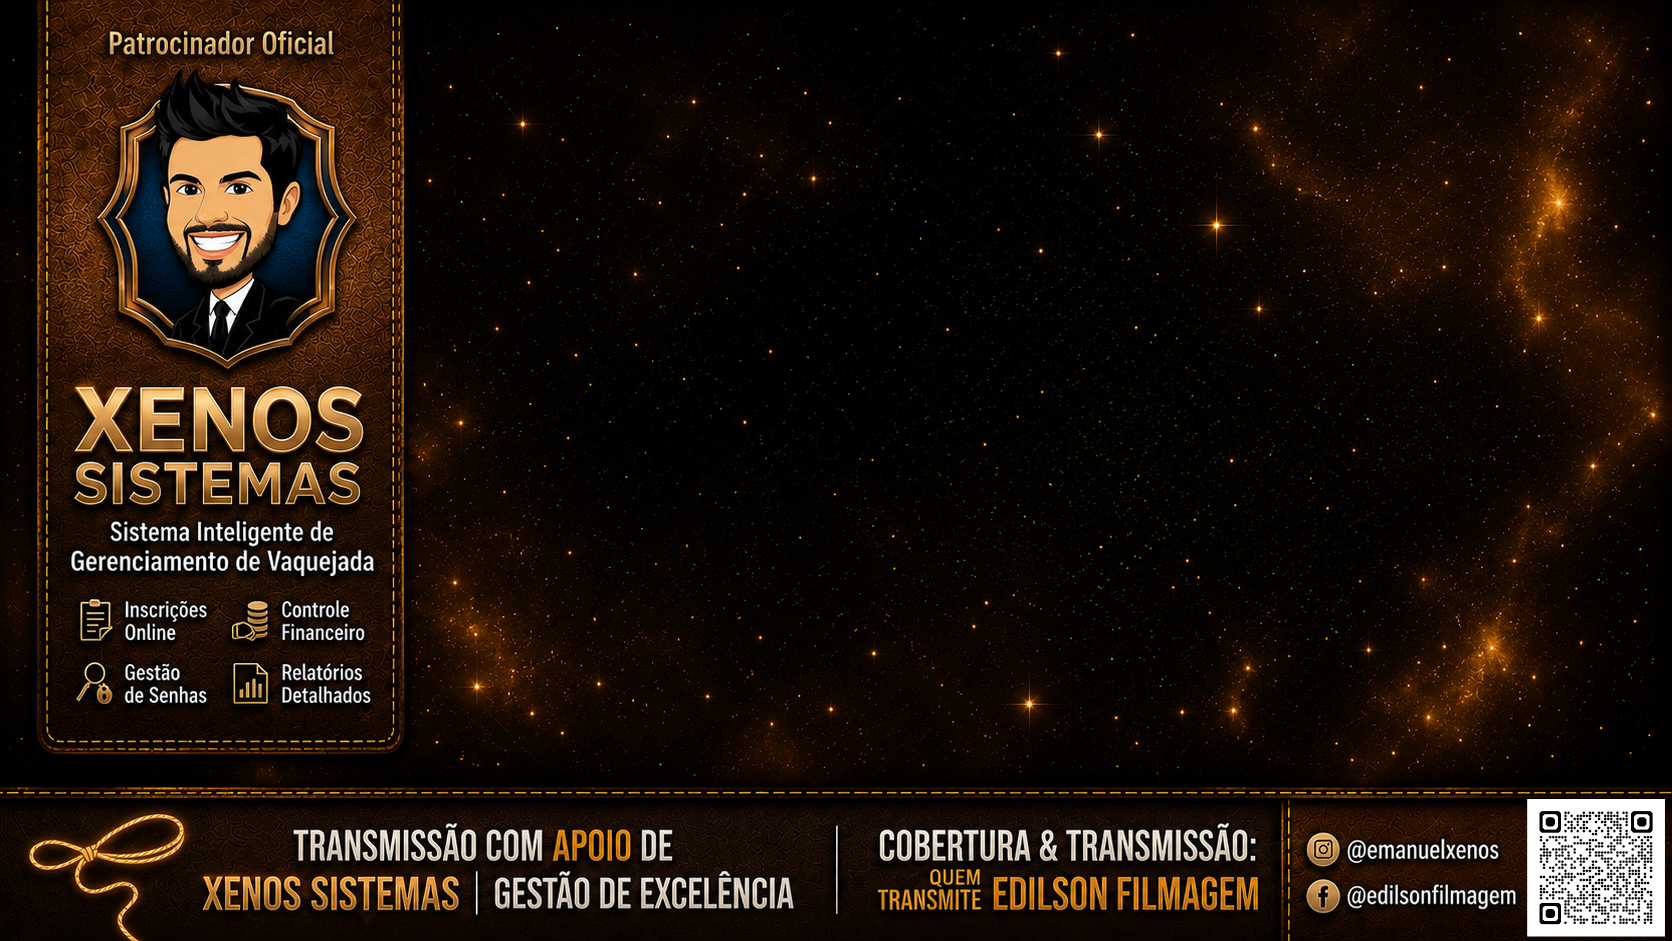 Patrocinador Oficial
XENOS
SISTEMAS
Sistema Inteligente de
Gerenciamento de Vaquejada
Inscrições
Online
Controle
Financeiro
Gestão
de Senhas
Relatórios
Detalhados
TRANSMISSÃO COM APOIO DE
XENOS SISTEMAS | GESTÃO DE EXCELÊNCIA
COBERTURA & TRANSMISSÃO:
QUEM
TRANSMITE EDILSON FILMAGEM
@emanuelxenos
@edilsonfilmagem